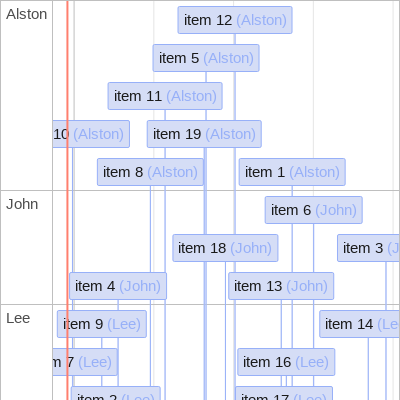 Alston
item 12 (Alston)
item 5 (Alston)
item 11 (Alston)
10 (Alston)
item 19 (Alston)
item 8 (Alston)
item 1 (Alston)
John
item 6 (John)
item 18 (John)
item 3 (J
item 4 (John)
item 13 (John)
Lee
item 9 (Lee)
item 14 (Le
m 7 (Lee)
item 16 (Lee)
item 2 (Lee)
item 17 (Lee)